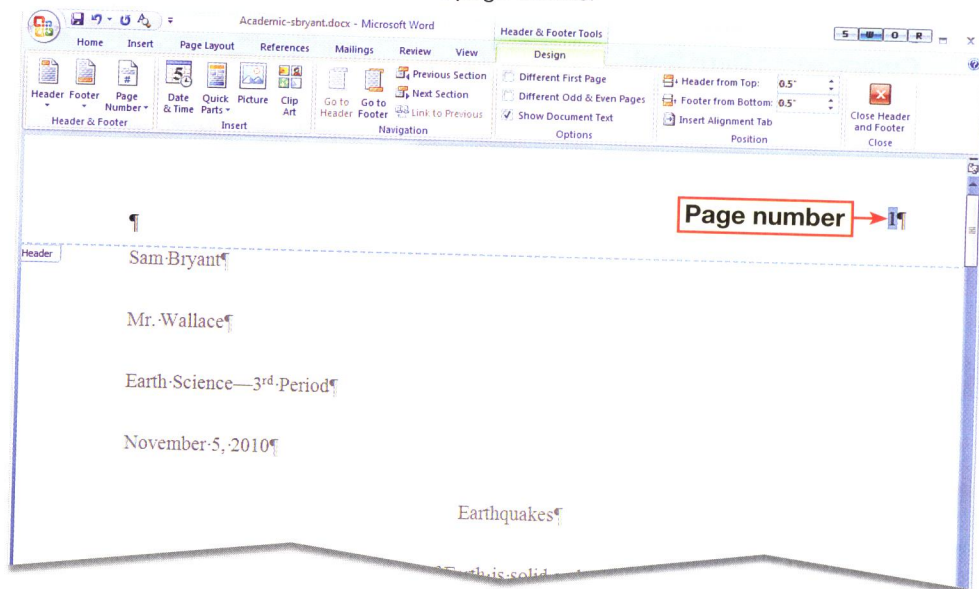 Academic-sbryant.docx - Microsoft Word
Header & Footer Tools
S W O R
Home Insert Page Layout References Mailings Review View Design
Header
Footer
Page Number
Header & Footer
5
Date & Time
Quick Parts
Picture
Clip Art
Insert
Go to Header
Go to Footer
Previous Section
Next Section
Link to Previous
Navigation
Different First Page
Different Odd & Even Pages
Show Document Text
Options
Header from Top: 0.5"
Footer from Bottom: 0.5"
Insert Alignment Tab
Position
Close Header and Footer
Close
¶
Page number
1¶
Header
Sam·Bryant¶
Mr.·Wallace¶
Earth·Science—3rd·Period¶
November·5,·2010¶
Earthquakes¶
Earth·is·solid